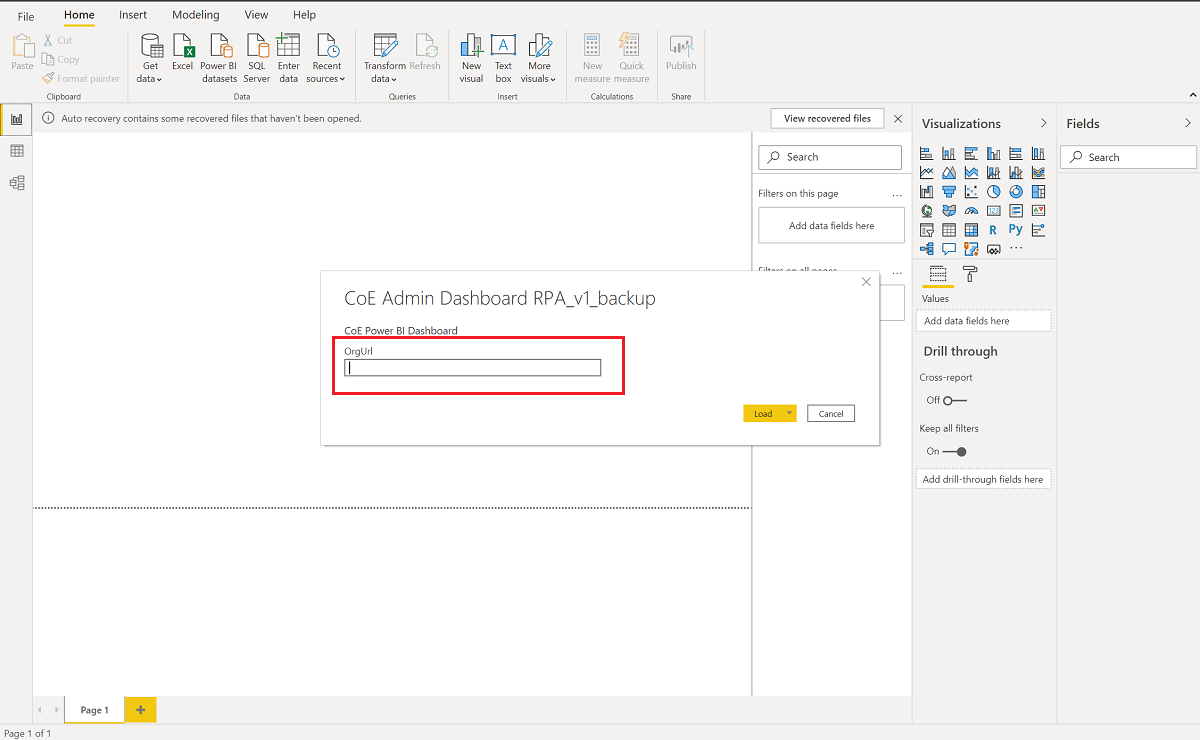 File
Home
Insert
Modeling
View
Help
Paste
Cut
Copy
Format painter
Clipboard
Get data
Excel
Power BI datasets
SQL Server
Enter data
Recent sources
Data
Transform data
Refresh
Queries
New visual
A
Text box
More visuals
Insert
New measure
Quick measure
Calculations
Publish
Share
Auto recovery contains some recovered files that haven't been opened.
View recovered files
Search
Filters on this page
...
Add data fields here
Filters on all pages
...
CoE Admin Dashboard RPA_v1_backup
CoE Power BI Dashboard
OrgUrl
Load
Cancel
Visualizations
123
R
Py
...
Values
Add data fields here
Drill through
Cross-report
Off
Keep all filters
On
Add drill-through fields here
Fields
Search
Page 1
+
Page 1 of 1